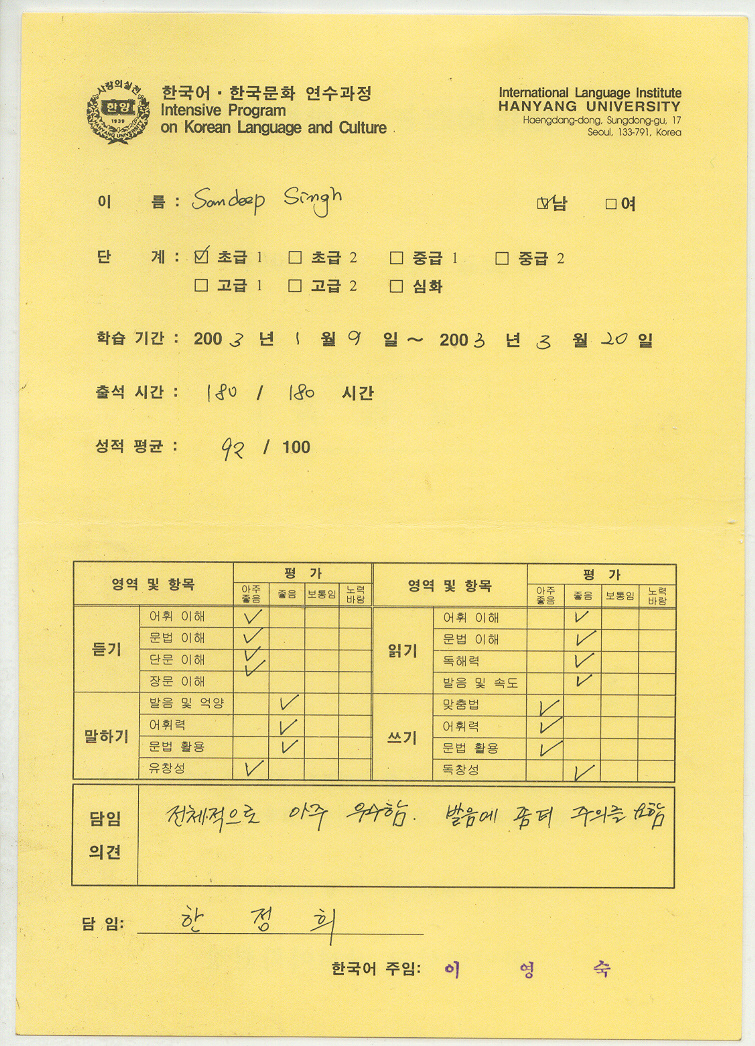 사랑의실천
한양
1939
HANYANG UNIVERSITY
한국어·한국문화 연수과정
Intensive Program
on Korean Language and Culture
International Language Institute
HANYANG UNIVERSITY
Haengdang-dong, Sungdong-gu, 17
Seoul, 133-791, Korea
이 름 : Sandeep Singh ☑남 □여
단 계 : ☑ 초급 1 □ 초급 2 □ 중급 1 □ 중급 2
□ 고급 1 □ 고급 2 □ 심화
학습 기간 : 2003 년 1 월 9 일 ~ 2003 년 3 월 20 일
출석 시간 : 180 / 180 시간
성적 평균 : 92 / 100
영역 및 항목 평 가 영역 및 항목 평 가
아주 좋음 좋음 보통임 노력 바람 아주 좋음 좋음 보통임 노력 바람
듣기 어휘 이해 ✓ 읽기 어휘 이해 ✓
문법 이해 ✓ 문법 이해 ✓
단문 이해 ✓ 독해력 ✓
장문 이해 ✓ 발음 및 속도 ✓
말하기 발음 및 억양 ✓ 쓰기 맞춤법 ✓
어휘력 ✓ 어휘력 ✓
문법 활용 ✓ 문법 활용 ✓
유창성 ✓ 독창성 ✓
담임 의견 전체적으로 아주 우수함. 발음에 좀더 주의를 요함
담 임: 한 정 희
한국어 주임: 이 영 숙